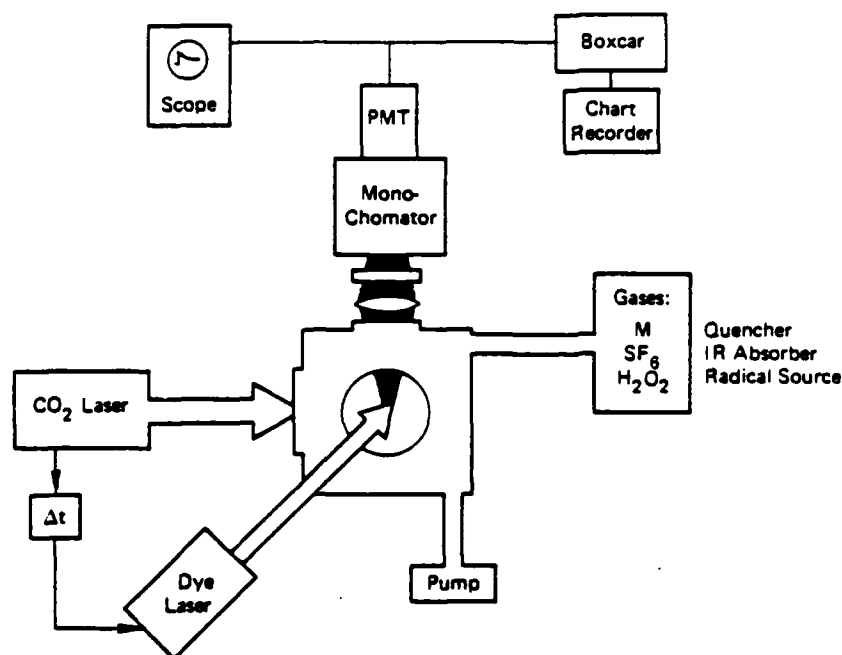 Scope
Boxcar
Chart
Recorder
PMT
Mono-
Chomator
Gases:
M
SF6
H2O2
Quencher
IR Absorber
Radical Source
CO2 Laser
Δt
Dye
Laser
Pump